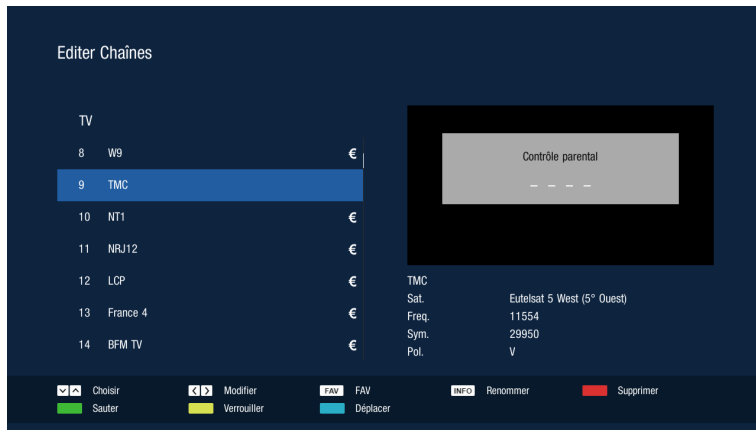 Editer Chaînes
TV
8 W9 €
9 TMC
10 NT1 €
11 NRJ12 €
12 LCP €
13 France 4 €
14 BFM TV €
Contrôle parental
_ _ _ _
TMC
Sat. Eutelsat 5 West (5° Ouest)
Freq. 11554
Sym. 29950
Pol. V
Choisir Modifier FAV FAV INFO Renommer Supprimer
Sauter Verrouiller Déplacer